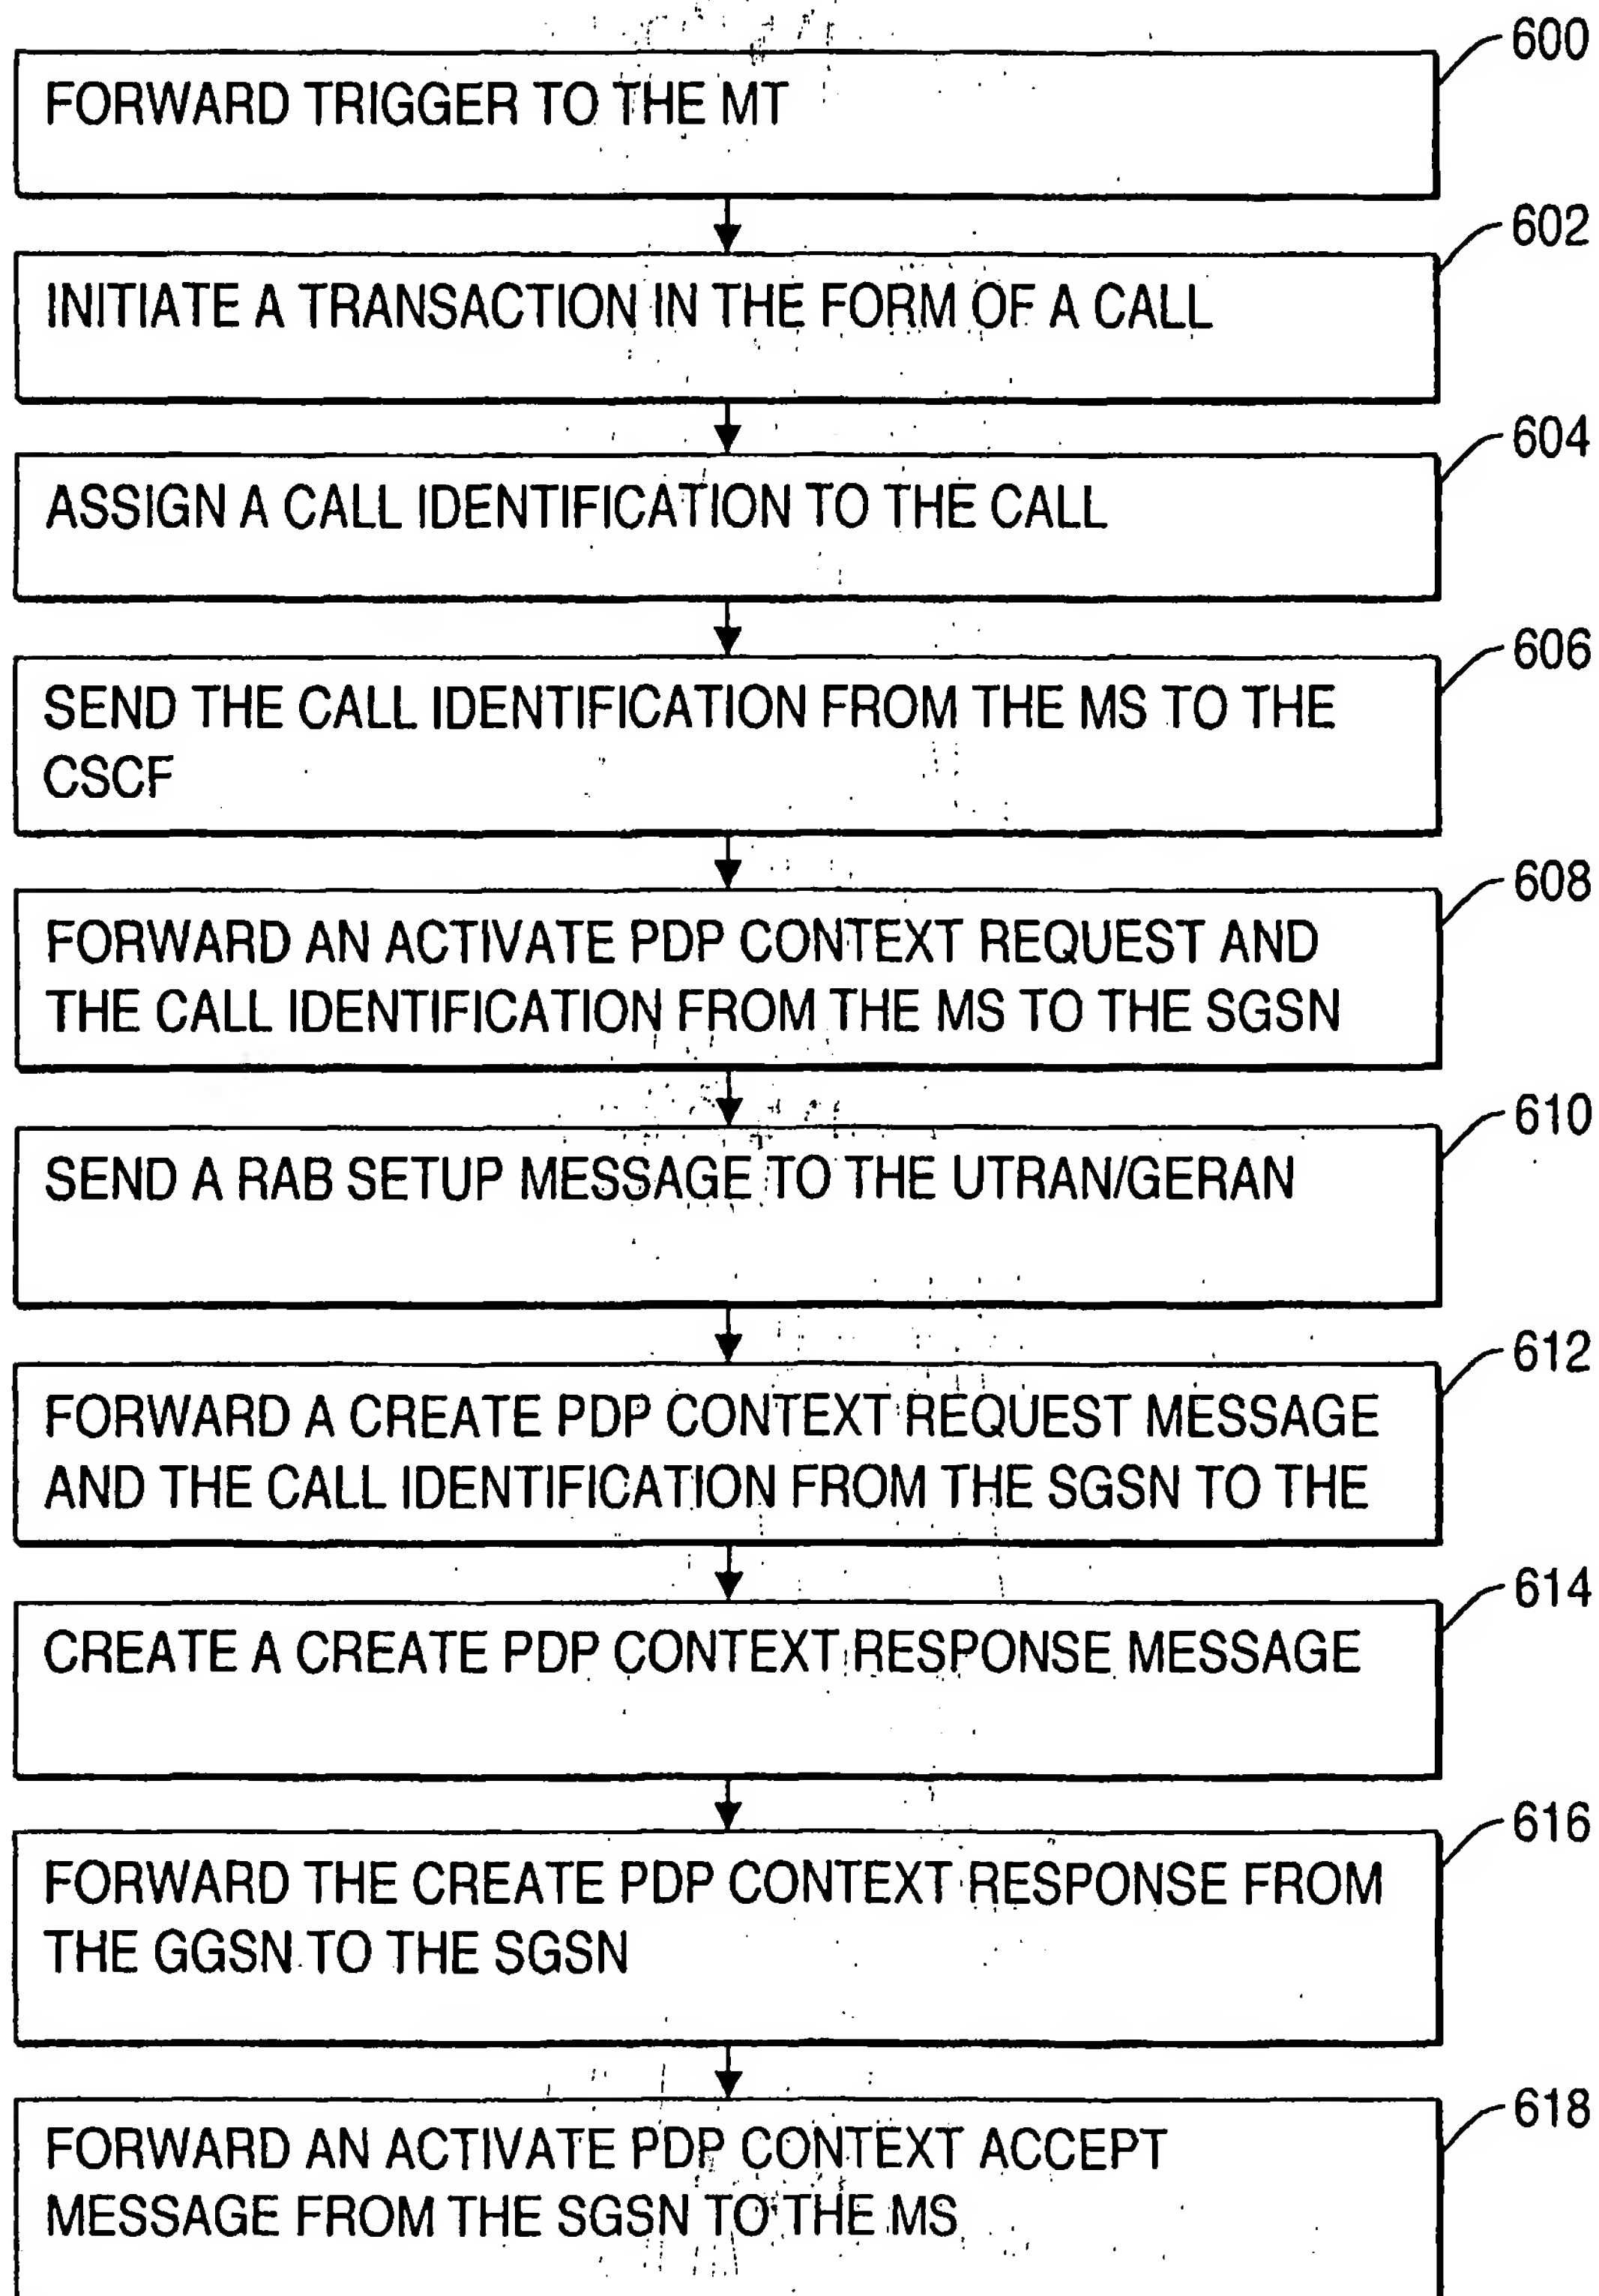 600
FORWARD TRIGGER TO THE MT
602
INITIATE A TRANSACTION IN THE FORM OF A CALL
604
ASSIGN A CALL IDENTIFICATION TO THE CALL
606
SEND THE CALL IDENTIFICATION FROM THE MS TO THE
CSCF
608
FORWARD AN ACTIVATE PDP CONTEXT REQUEST AND
THE CALL IDENTIFICATION FROM THE MS TO THE SGSN
610
SEND A RAB SETUP MESSAGE TO THE UTRAN/GERAN
612
FORWARD A CREATE PDP CONTEXT REQUEST MESSAGE
AND THE CALL IDENTIFICATION FROM THE SGSN TO THE
614
CREATE A CREATE PDP CONTEXT RESPONSE MESSAGE
616
FORWARD THE CREATE PDP CONTEXT RESPONSE FROM
THE GGSN TO THE SGSN
618
FORWARD AN ACTIVATE PDP CONTEXT ACCEPT
MESSAGE FROM THE SGSN TO THE MS